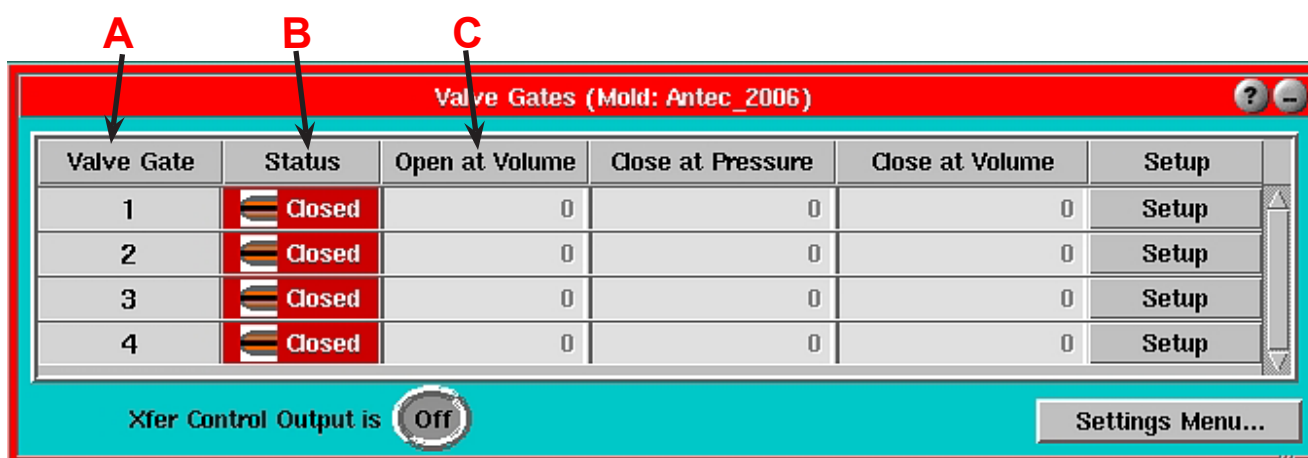 A B C
Valve Gates (Mold: Antec_2006) ? -
Valve Gate Status Open at Volume Close at Pressure Close at Volume Setup
1 Closed 0 0 0 Setup
2 Closed 0 0 0 Setup
3 Closed 0 0 0 Setup
4 Closed 0 0 0 Setup
Xfer Control Output is Off Settings Menu...